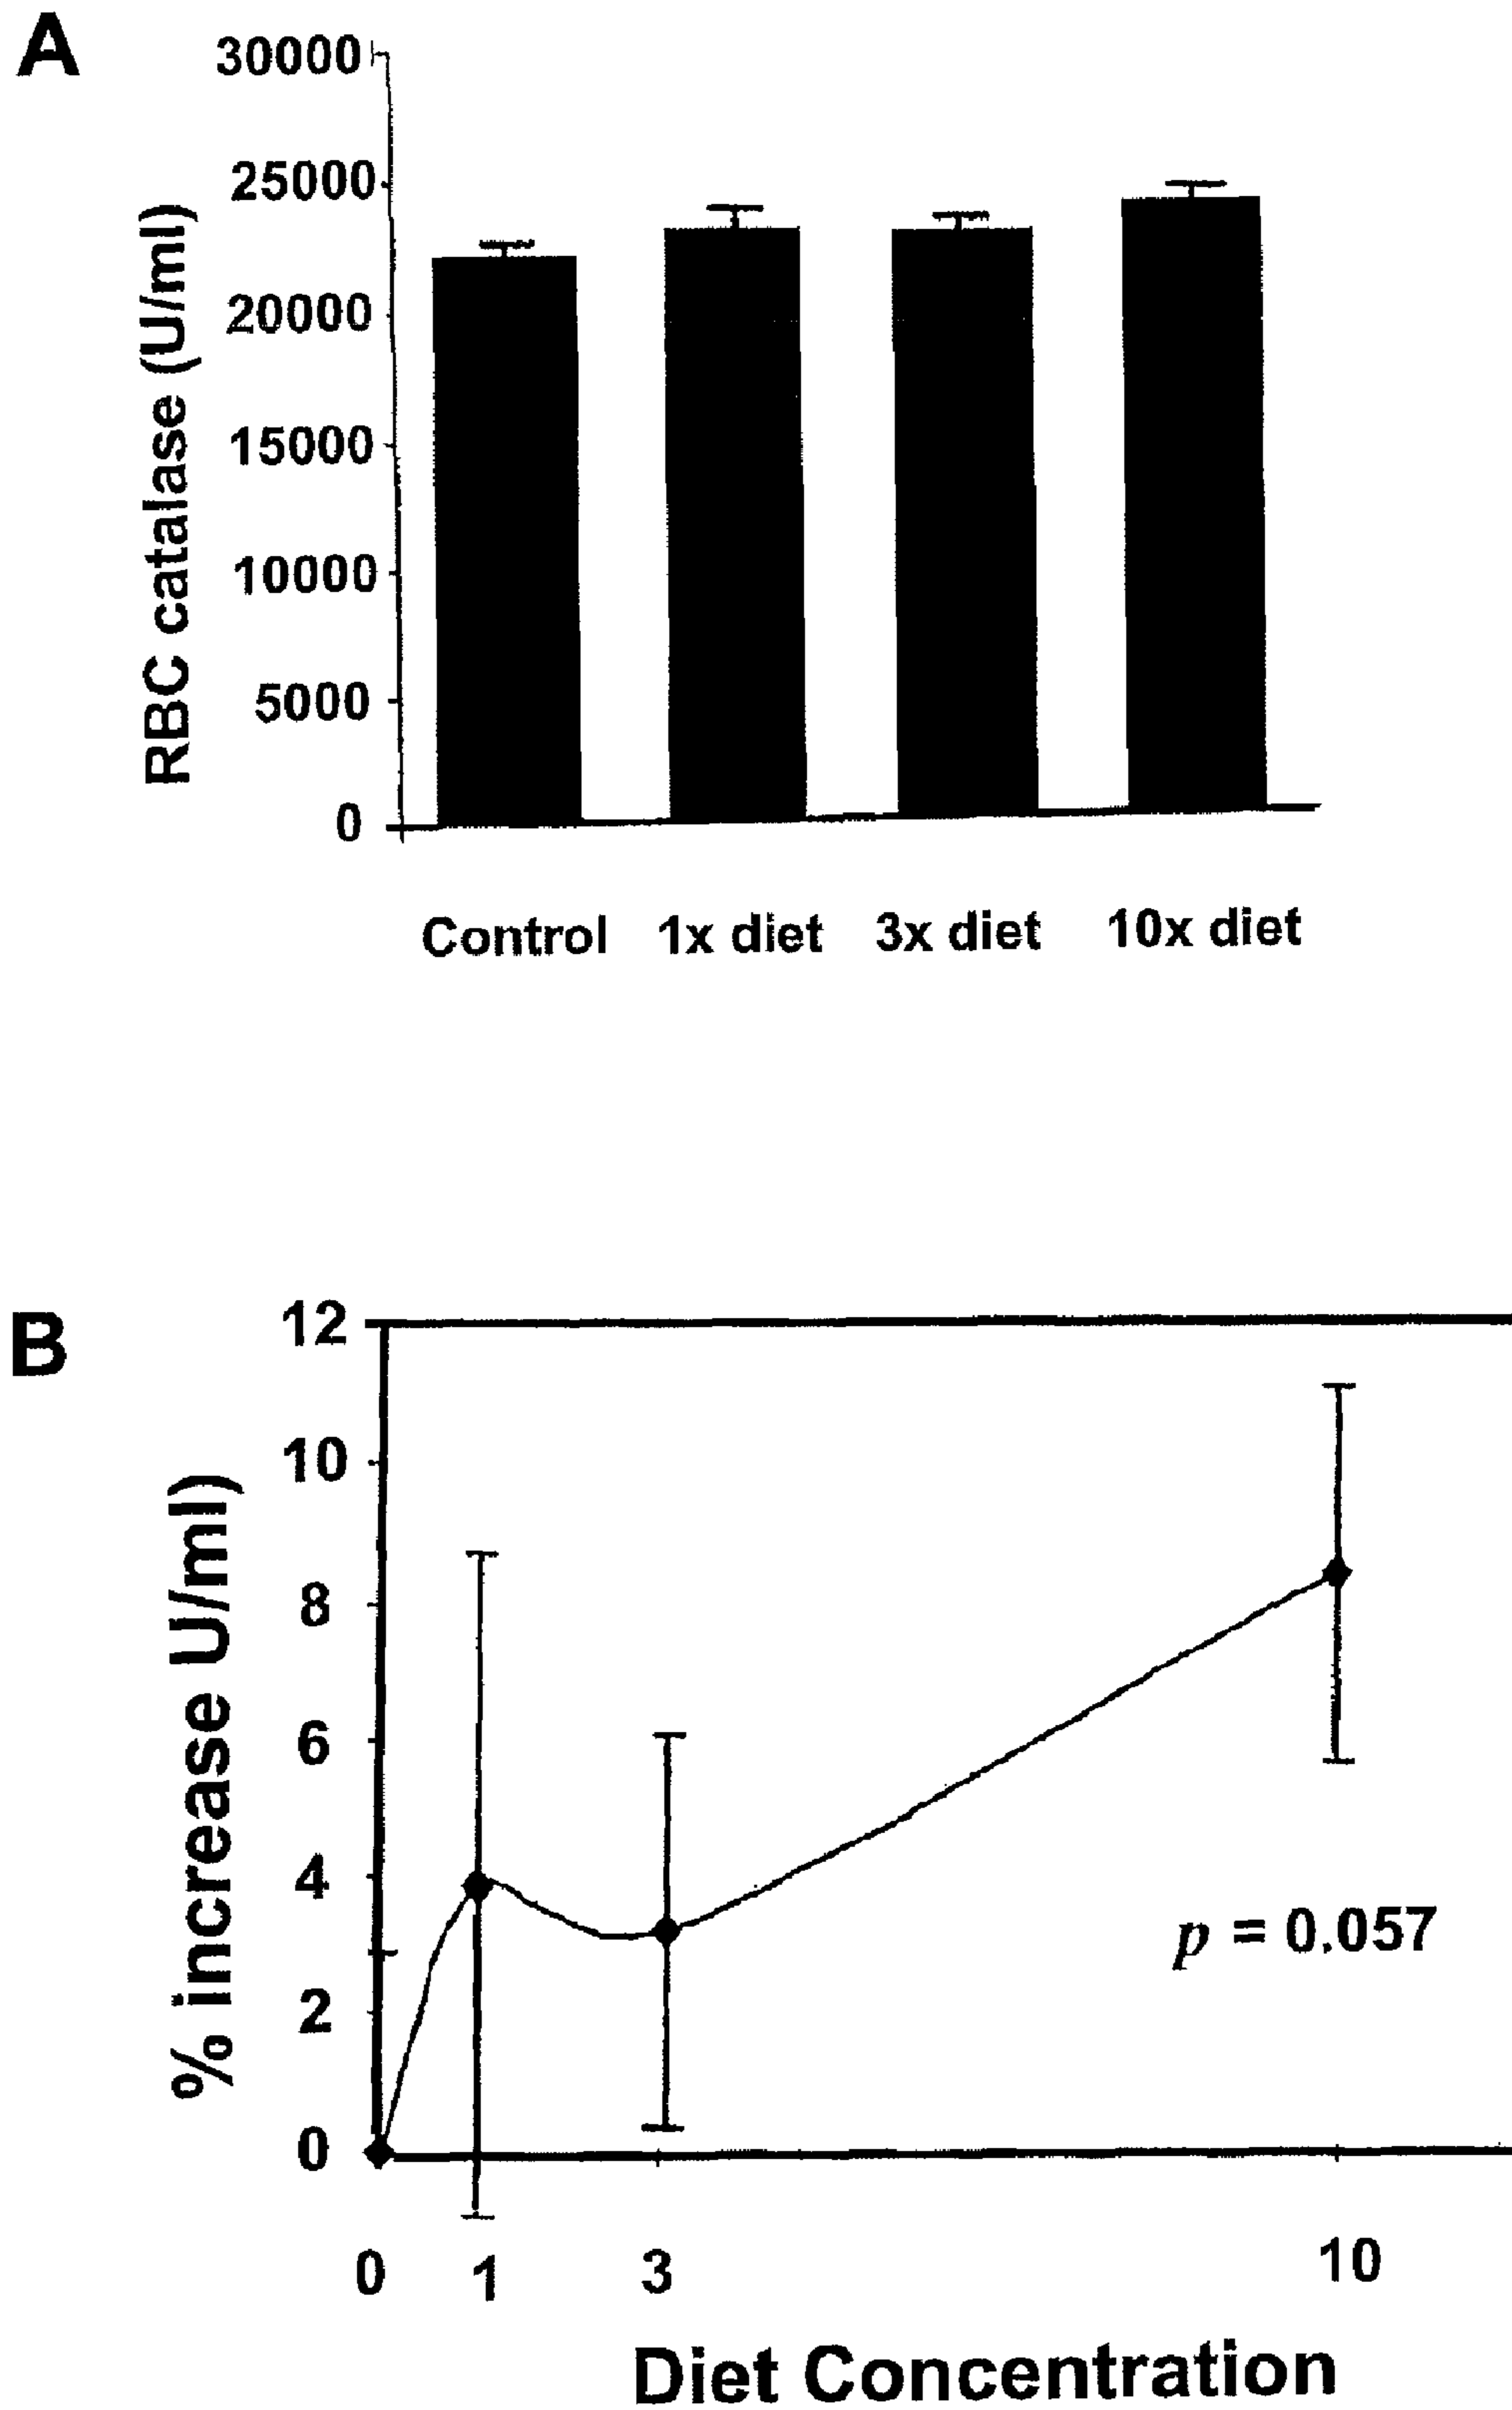 A
30000
25000
20000
15000
10000
5000
0
RBC catalase (U/ml)
Control 1x diet 3x diet 10x diet
B
12
10
8
6
4
2
0
% increase U/ml)
p = 0.057
0 1 3 10
Diet Concentration